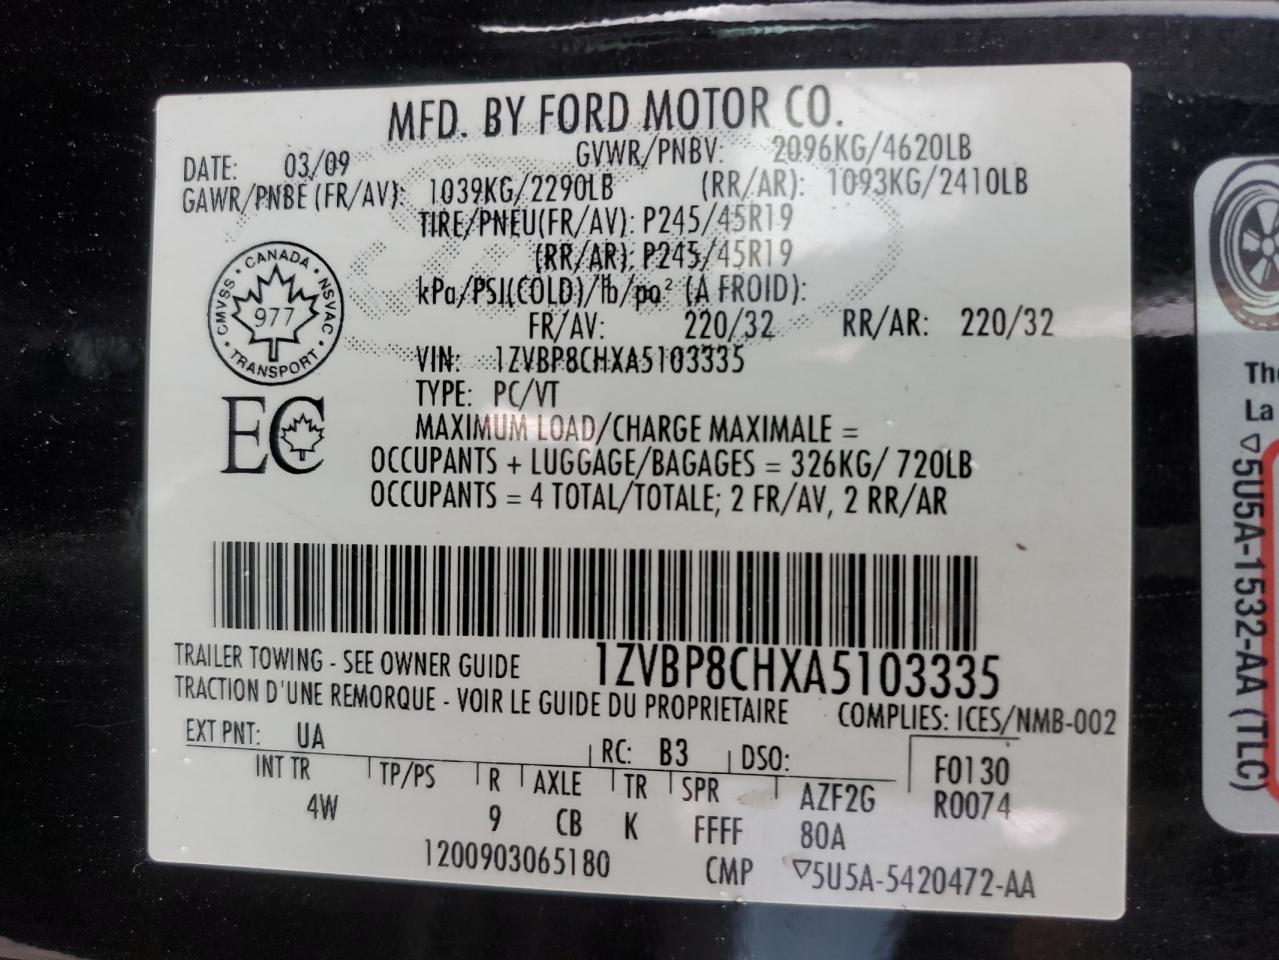 MFD. BY FORD MOTOR CO.
DATE: 03/09 GVWR/PNBV: 2096KG/4620LB
GAWR/PNBE (FR/AV): 1039KG/2290LB (RR/AR): 1093KG/2410LB
TIRE/PNEU(FR/AV): P245/45R19
(RR/AR): P245/45R19
kPa/PSI(COLD)/lb/po² (À FROID):
FR/AV: 220/32 RR/AR: 220/32
VIN: 1ZVBP8CHXA5103335
TYPE: PC/VT
MAXIMUM LOAD/CHARGE MAXIMALE =
OCCUPANTS + LUGGAGE/BAGAGES = 326KG/ 720LB
OCCUPANTS = 4 TOTAL/TOTALE; 2 FR/AV, 2 RR/AR
CANADA · NSVAC · TRANSPORT · CMVSS ·
977
EC
1ZVBP8CHXA5103335
TRAILER TOWING - SEE OWNER GUIDE
TRACTION D'UNE REMORQUE - VOIR LE GUIDE DU PROPRIETAIRE
COMPLIES: ICES/NMB-002
EXT PNT: UA RC: B3 DSO:
F0130
R0074
INT TR TP/PS R AXLE TR SPR AZF2G
4W 9 CB K FFFF 80A
1200903065180 CMP ▽5U5A-5420472-AA
The
La
▽5U5A-1532-AA (TLC)